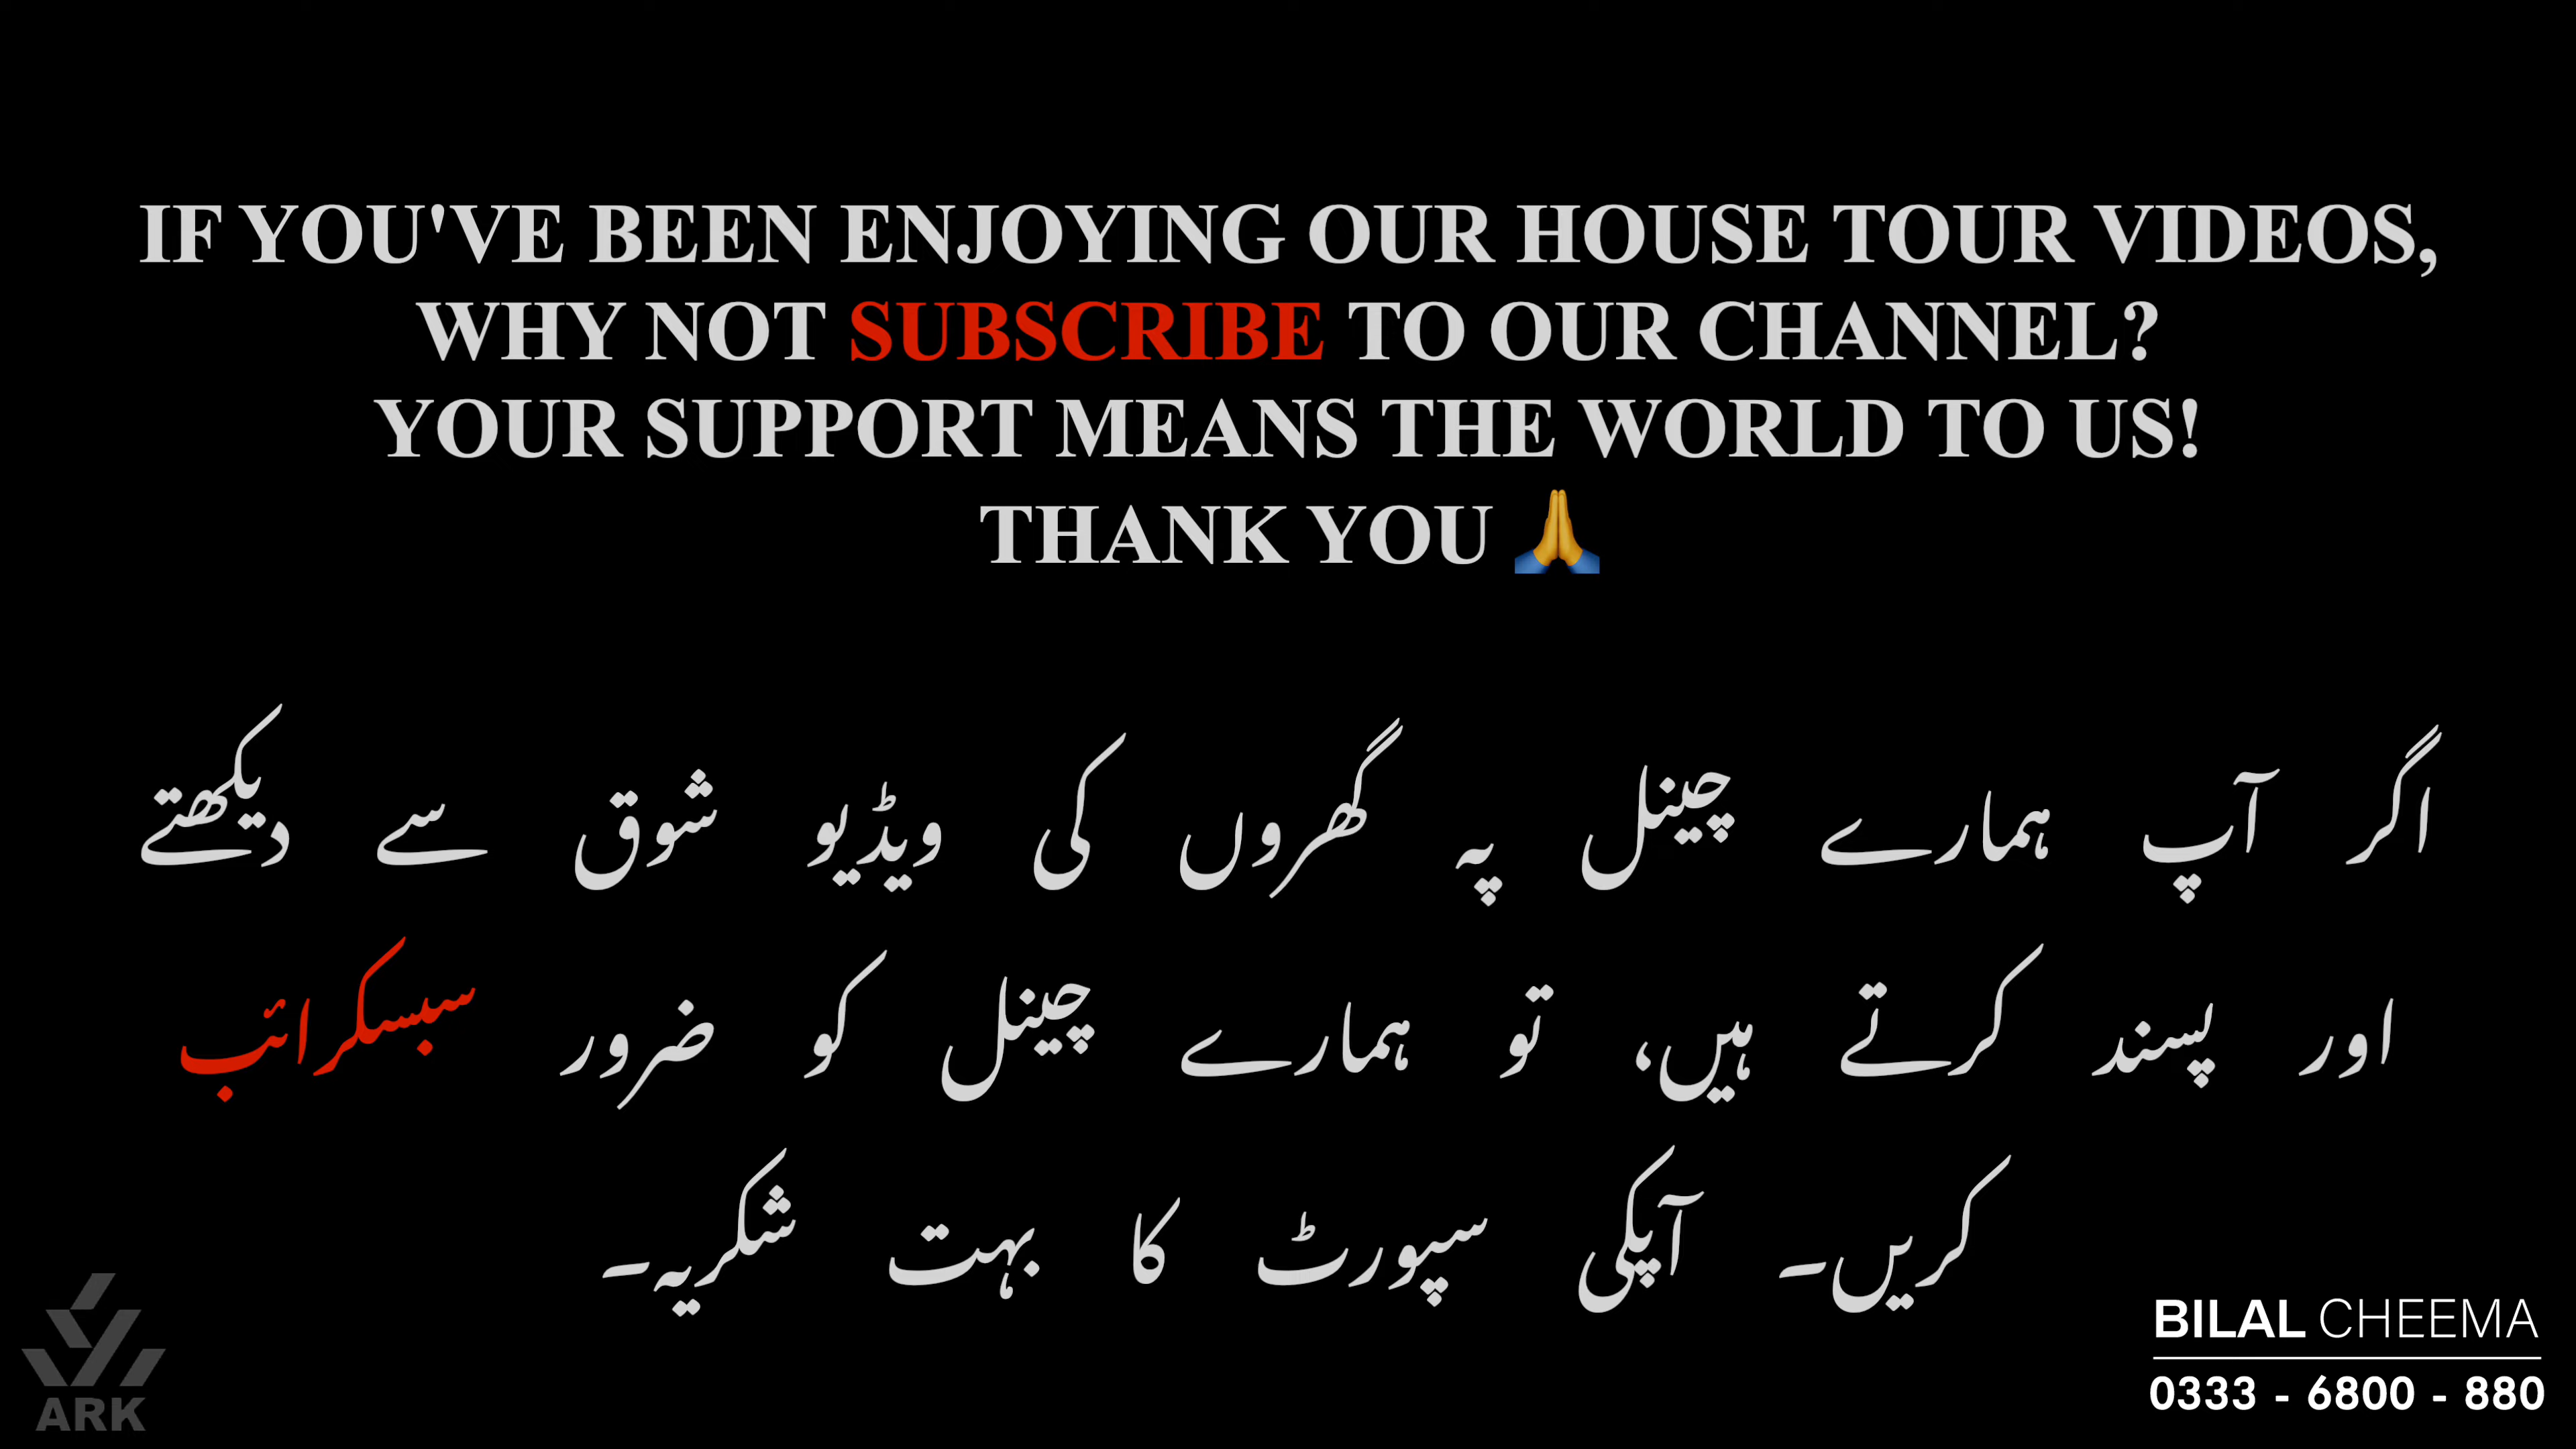 IF YOU'VE BEEN ENJOYING OUR HOUSE TOUR VIDEOS,
WHY NOT SUBSCRIBE TO OUR CHANNEL?
YOUR SUPPORT MEANS THE WORLD TO US!
THANK YOU 🙏
اگر آپ ہمارے چینل پہ گھروں کی ویڈیو شوق سے دیکھتے
اور پسند کرتے ہیں، تو ہمارے چینل کو ضرور سبسکرائب
کریں۔ آپکی سپورٹ کا بہت شکریہ۔
ARK
BILAL CHEEMA
0333 - 6800 - 880